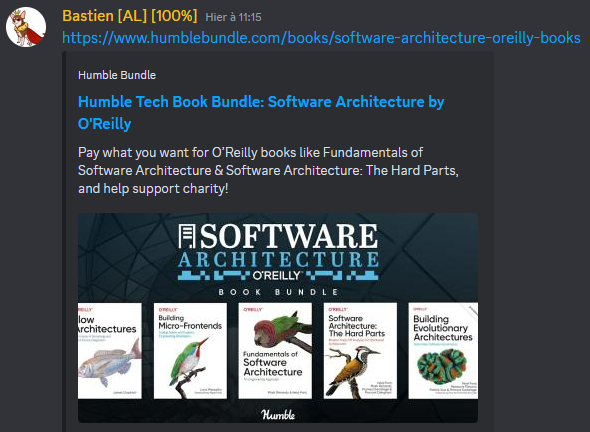 Bastien [AL] [100%] Hier à 11:15
https://www.humblebundle.com/books/software-architecture-oreilly-books
Humble Bundle
Humble Tech Book Bundle: Software Architecture by
O'Reilly
Pay what you want for O’Reilly books like Fundamentals of
Software Architecture & Software Architecture: The Hard Parts,
and help support charity!
SOFTWARE
ARCHITECTURE
O'REILLY®
BOOK BUNDLE
O'REILLY®
low
Architectures
O'REILLY®
Building
Micro-Frontends
O'REILLY®
Fundamentals of
Software
Architecture
O'REILLY®
Software
Architecture:
The Hard Parts
O'REILLY®
Building
Evolutionary
Architectures
Humble